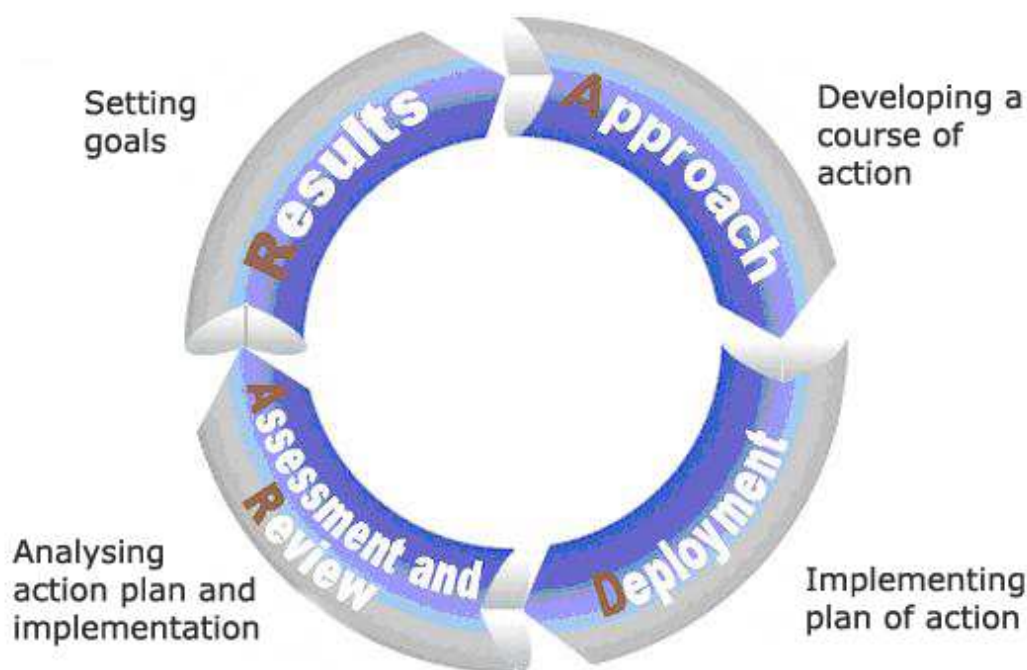 Setting
goals
Results
Approach
Developing a
course of
action
Deployment
Implementing
plan of action
Assessment and
Review
Analysing
action plan and
implementation